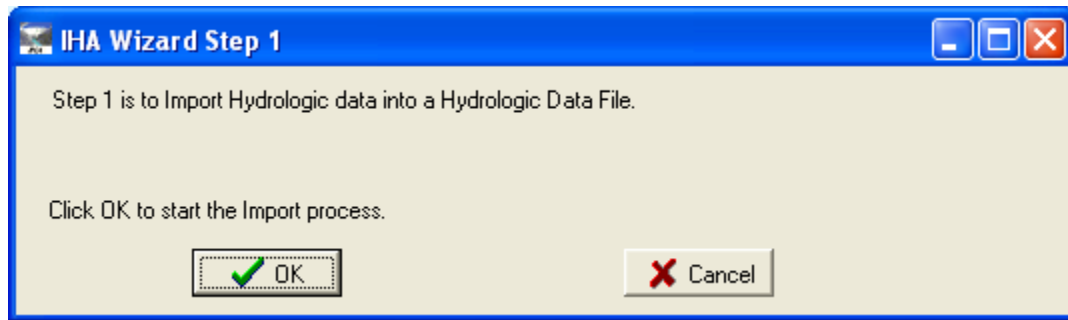 IHA Wizard Step 1
Step 1 is to Import Hydrologic data into a Hydrologic Data File.
Click OK to start the Import process.
OK Cancel